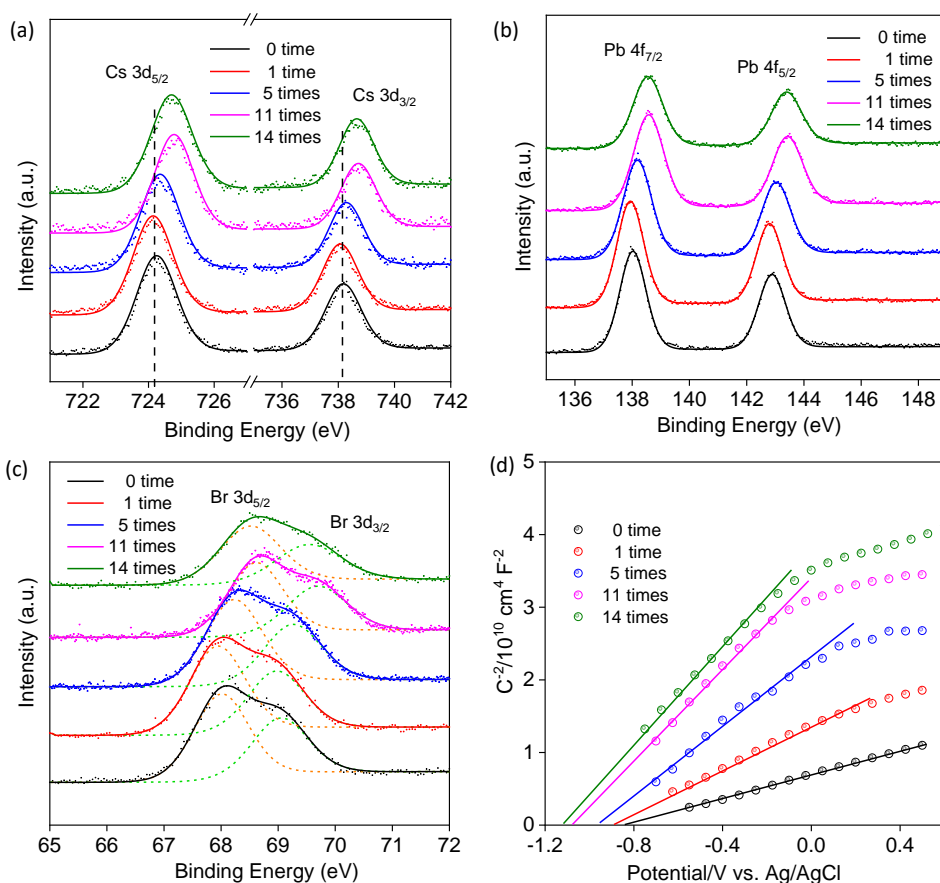 (a)
0 time
1 time
5 times
11 times
14 times
Cs 3d5/2
Cs 3d3/2
Intensity (a.u.)
722 724 726 736 738 740 742
Binding Energy (eV)
(b)
Pb 4f7/2
Pb 4f5/2
0 time
1 time
5 times
11 times
14 times
Intensity (a.u.)
136 138 140 142 144 146 148
Binding Energy (eV)
(c)
0 time
1 time
5 times
11 times
14 times
Br 3d5/2
Br 3d3/2
Intensity (a.u.)
65 66 67 68 69 70 71 72
Binding Energy (eV)
(d)
0 time
1 time
5 times
11 times
14 times
C-2/1010 cm4 F-2
5
4
3
2
1
0
-1.2 -0.8 -0.4 0.0 0.4
Potential/V vs. Ag/AgCl